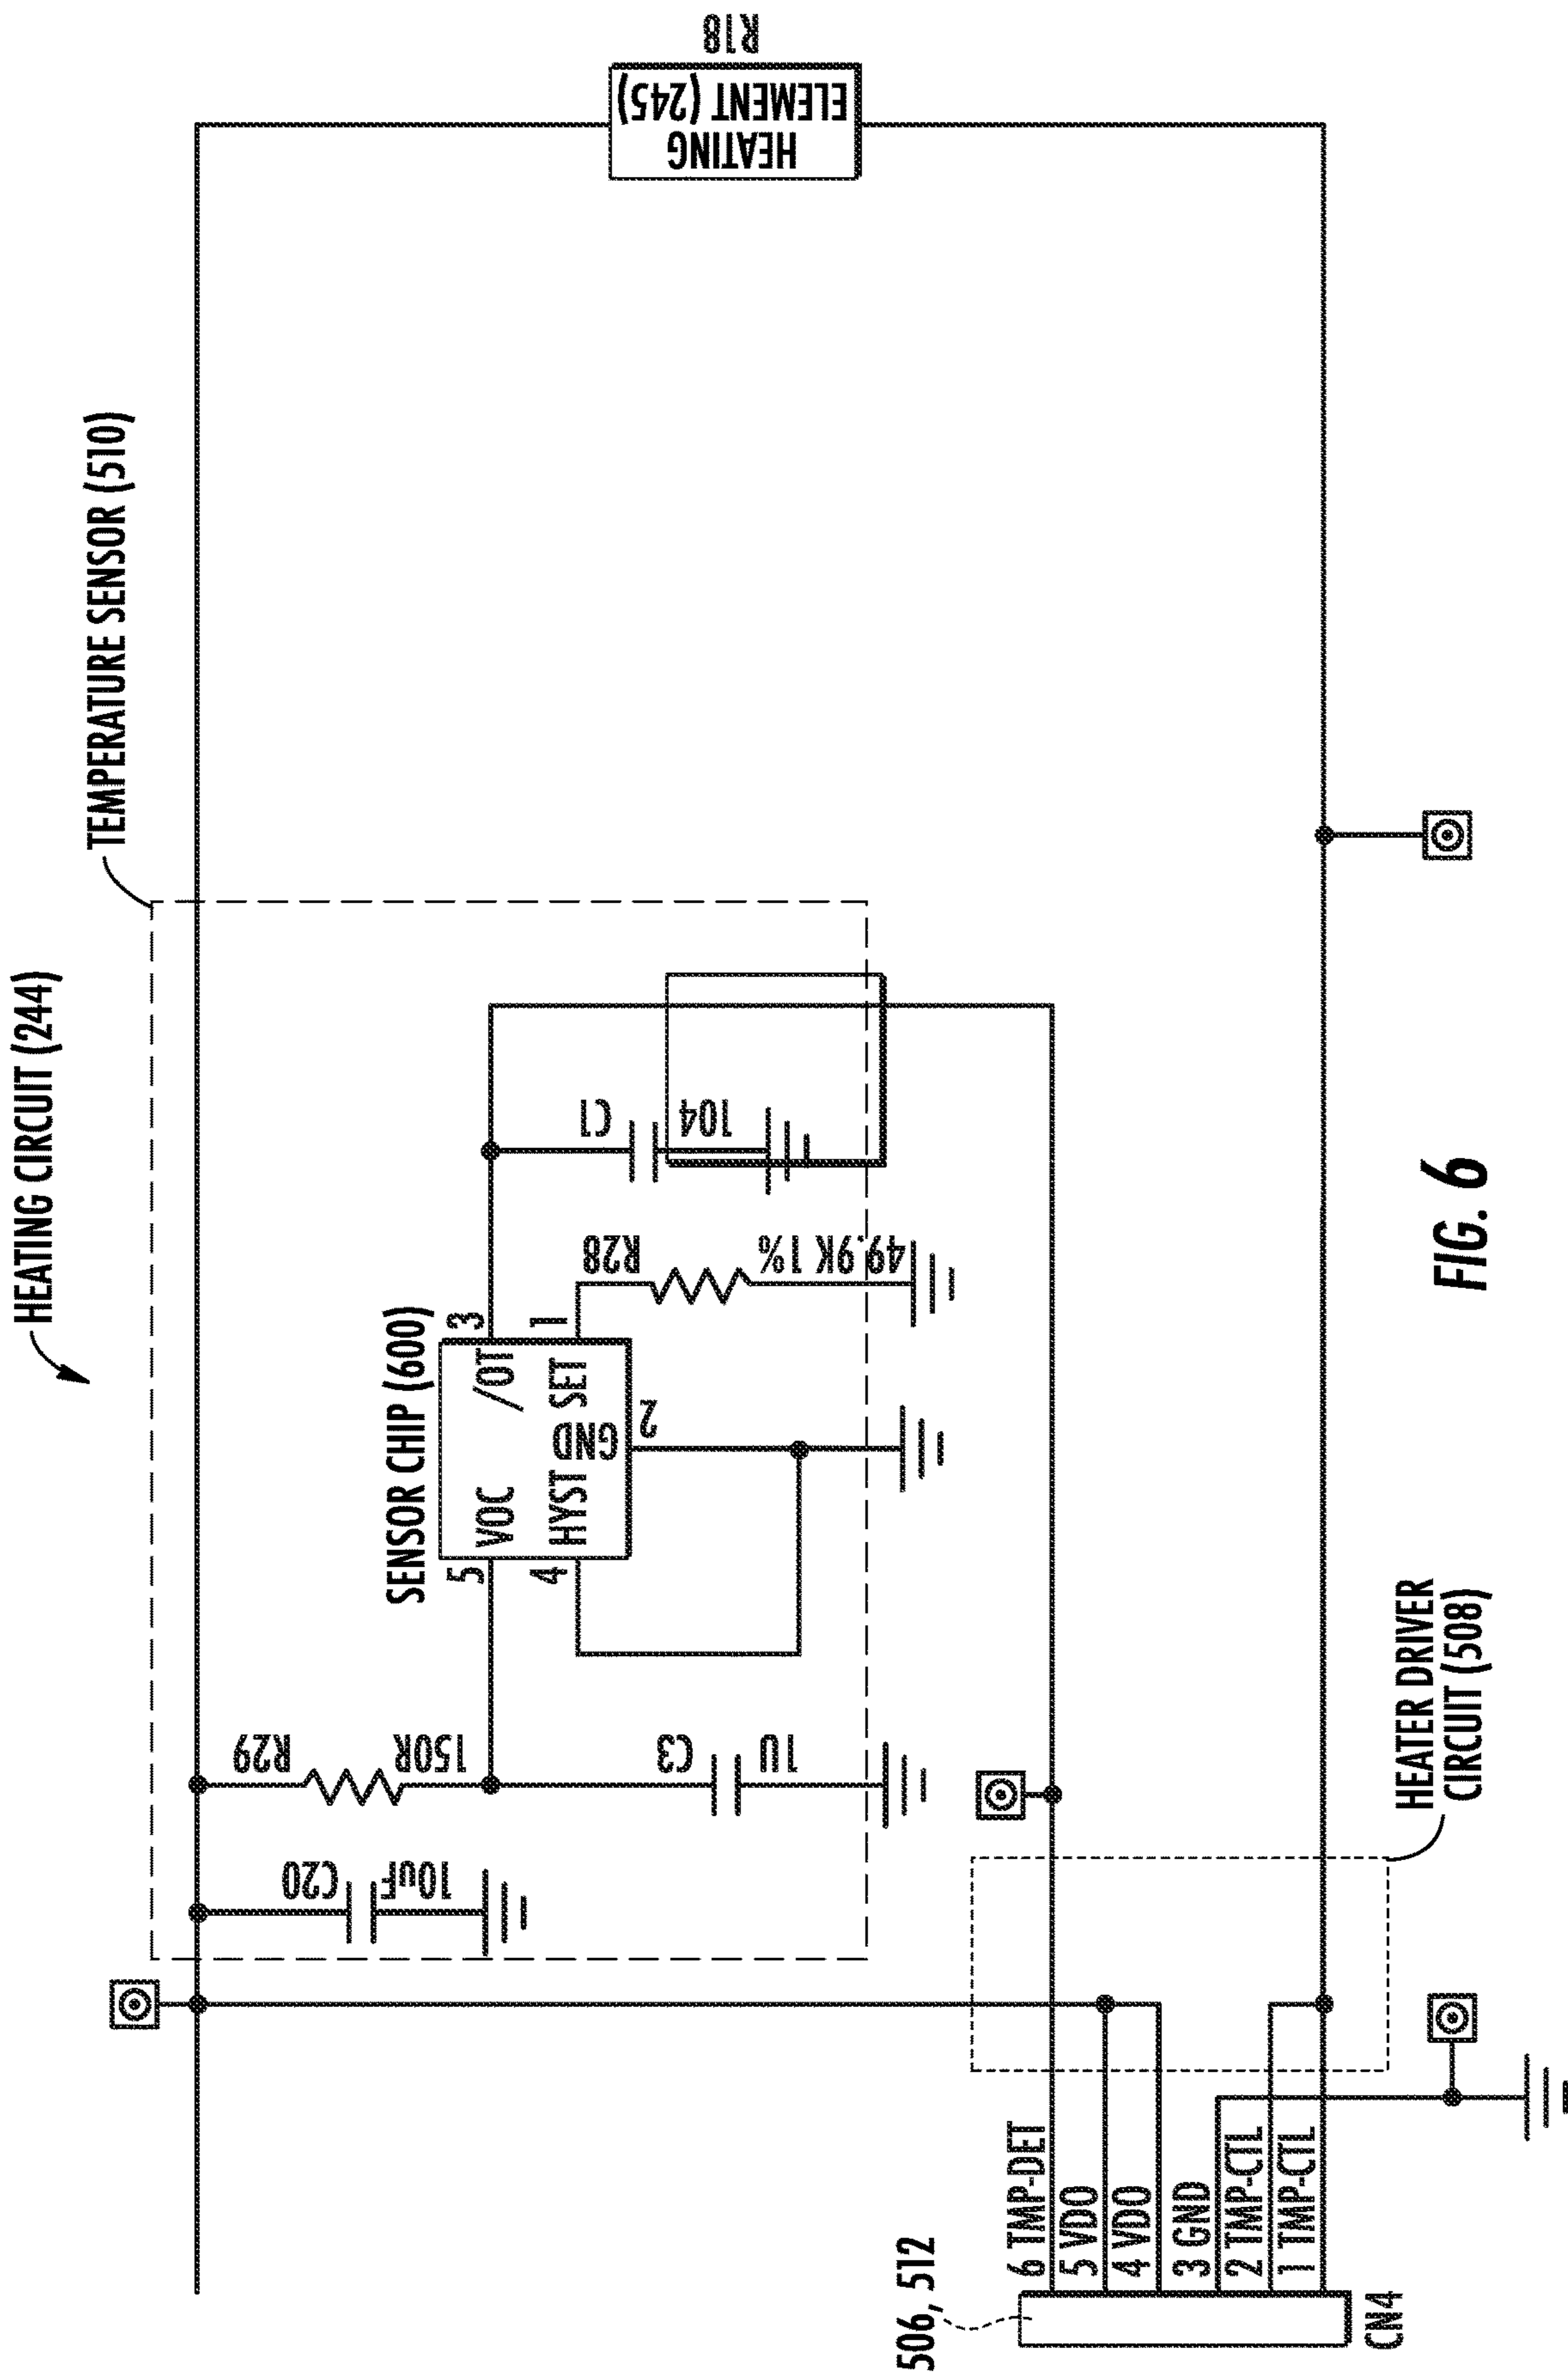 HEATING CIRCUIT (244)
TEMPERATURE SENSOR (510)
R18
HEATING
ELEMENT (245)
C20
10uF
R29
150R
C3
1U
SENSOR CHIP (600)
5
VOC
/OT
3
4
HYST
GND
SET
1
2
R28
49.9K 1%
C1
104
HEATER DRIVER
CIRCUIT (508)
506, 512
6 TMP-DET
5 VDO
4 VDO
3 GND
2 TMP-CTL
1 TMP-CTL
CN4
FIG. 6